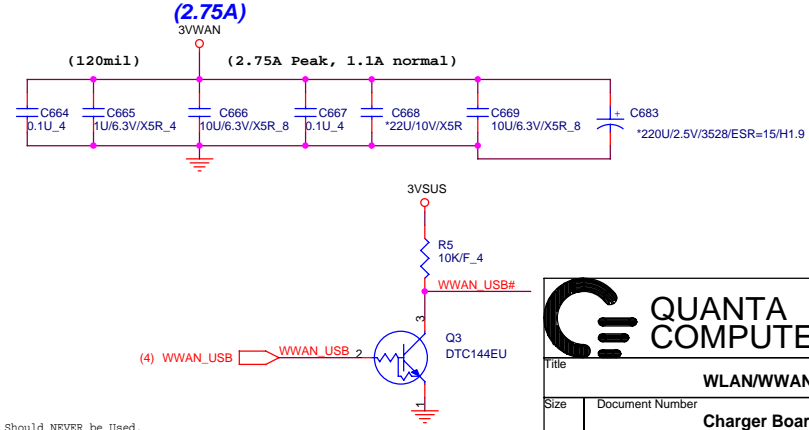 (2.75A)
3VWAN
(120mil)
(2.75A Peak, 1.1A normal)
C664
0.1U_4
C665
1U/6.3V/X5R_4
C666
10U/6.3V/X5R_8
C667
0.1U_4
C668
*22U/10V/X5R
C669
10U/6.3V/X5R_8
+
C683
*220U/2.5V/3528/ESR=15/H1.9
3VSUS
R5
10K/F_4
WWAN_USB#
3
Q3
DTC144EU
(4) WWAN_USB
WWAN_USB
2
1
QUANTA
COMPUTE
Title
WLAN/WWAN
Size
Document Number
Charger Boar
Should NEVER be Used.